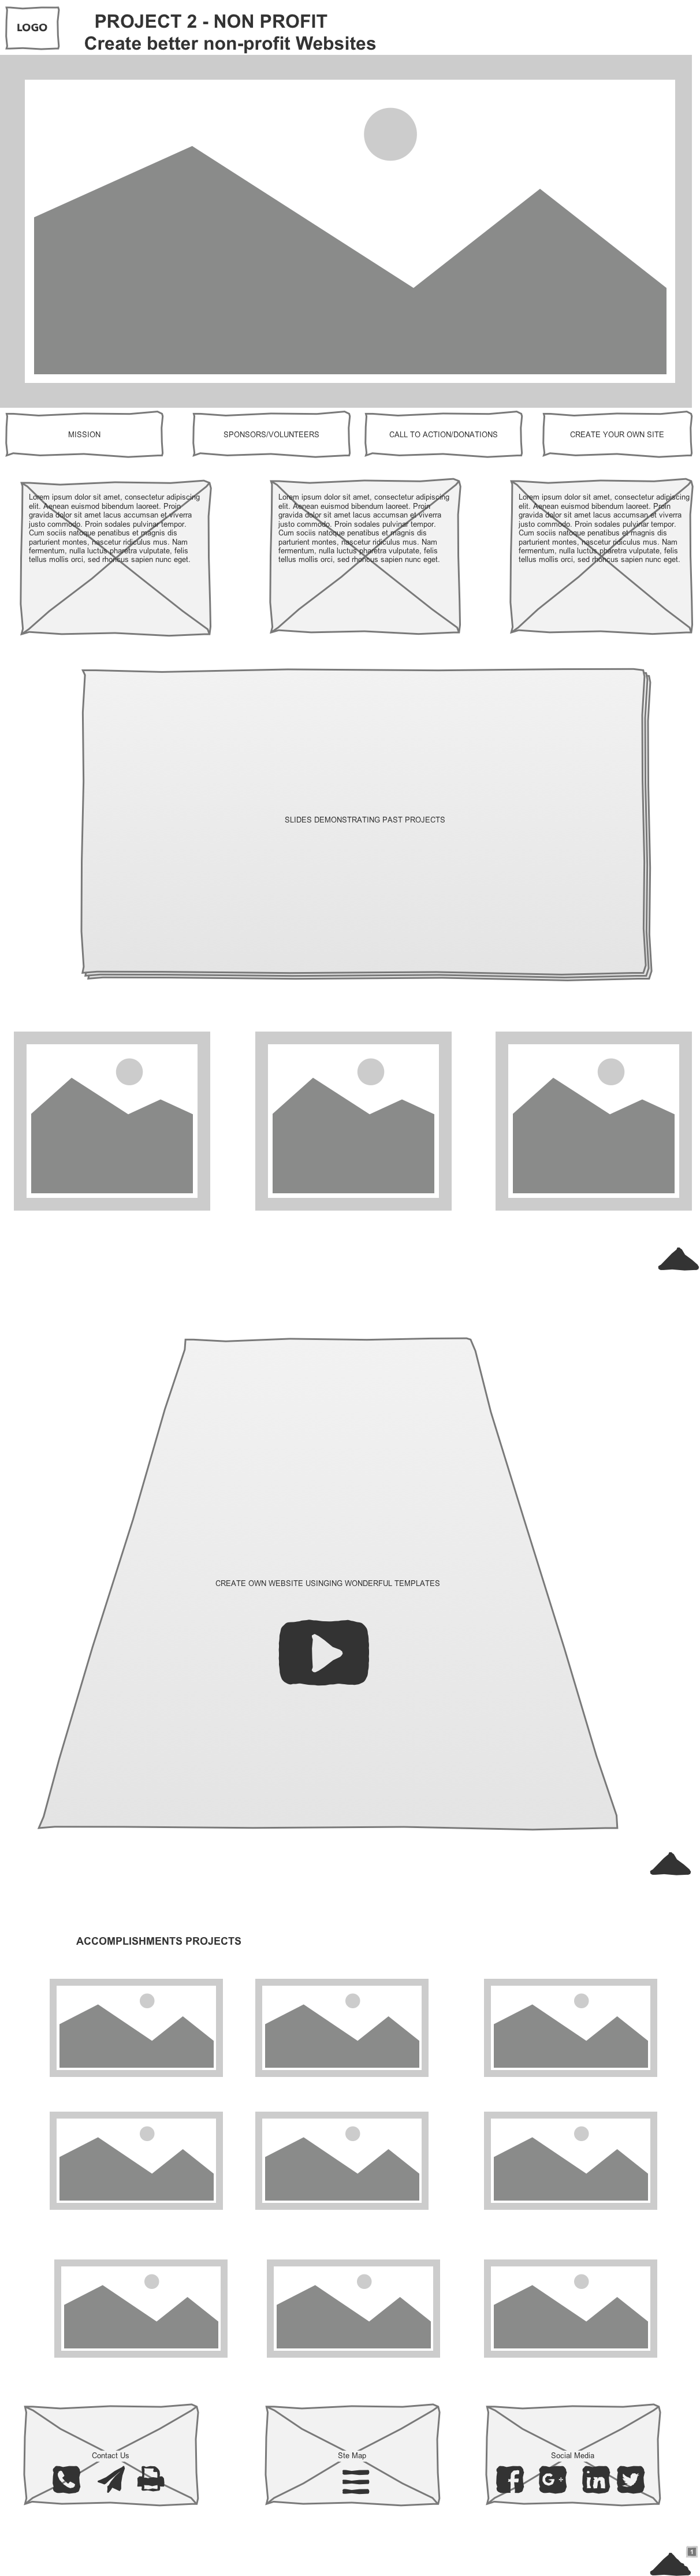 LOGO
PROJECT 2 - NON PROFIT
Create better non-profit Websites
MISSION
SPONSORS/VOLUNTEERS
CALL TO ACTION/DONATIONS
CREATE YOUR OWN SITE
Lorem ipsum dolor sit amet, consectetur adipiscing
elit. Aenean euismod bibendum laoreet. Proin
gravida dolor sit amet lacus accumsan et viverra
justo commodo. Proin sodales pulvinar tempor.
Cum sociis natoque penatibus et magnis dis
parturient montes, nascetur ridiculus mus. Nam
fermentum, nulla luctus pharetra vulputate, felis
tellus mollis orci, sed rhoncus sapien nunc eget.
Lorem ipsum dolor sit amet, consectetur adipiscing
elit. Aenean euismod bibendum laoreet. Proin
gravida dolor sit amet lacus accumsan et viverra
justo commodo. Proin sodales pulvinar tempor.
Cum sociis natoque penatibus et magnis dis
parturient montes, nascetur ridiculus mus. Nam
fermentum, nulla luctus pharetra vulputate, felis
tellus mollis orci, sed rhoncus sapien nunc eget.
Lorem ipsum dolor sit amet, consectetur adipiscing
elit. Aenean euismod bibendum laoreet. Proin
gravida dolor sit amet lacus accumsan et viverra
justo commodo. Proin sodales pulvinar tempor.
Cum sociis natoque penatibus et magnis dis
parturient montes, nascetur ridiculus mus. Nam
fermentum, nulla luctus pharetra vulputate, felis
tellus mollis orci, sed rhoncus sapien nunc eget.
SLIDES DEMONSTRATING PAST PROJECTS
CREATE OWN WEBSITE USINGING WONDERFUL TEMPLATES
ACCOMPLISHMENTS PROJECTS
Contact Us
Ste Map
Social Media